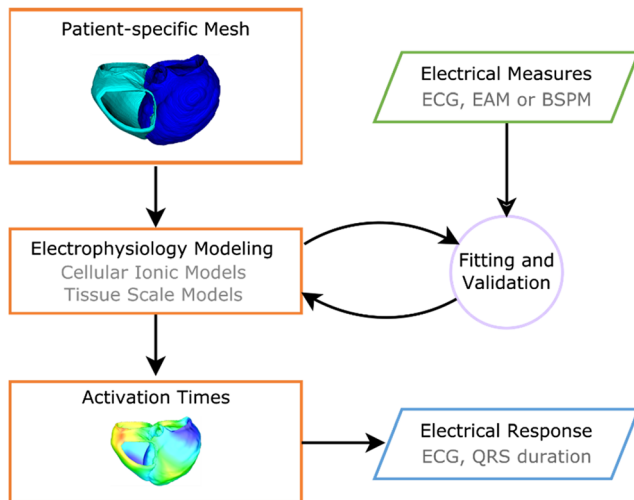 Patient-specific Mesh
Electrical Measures
ECG, EAM or BSPM
Electrophysiology Modeling
Cellular Ionic Models
Tissue Scale Models
Fitting and
Validation
Activation Times
Electrical Response
ECG, QRS duration